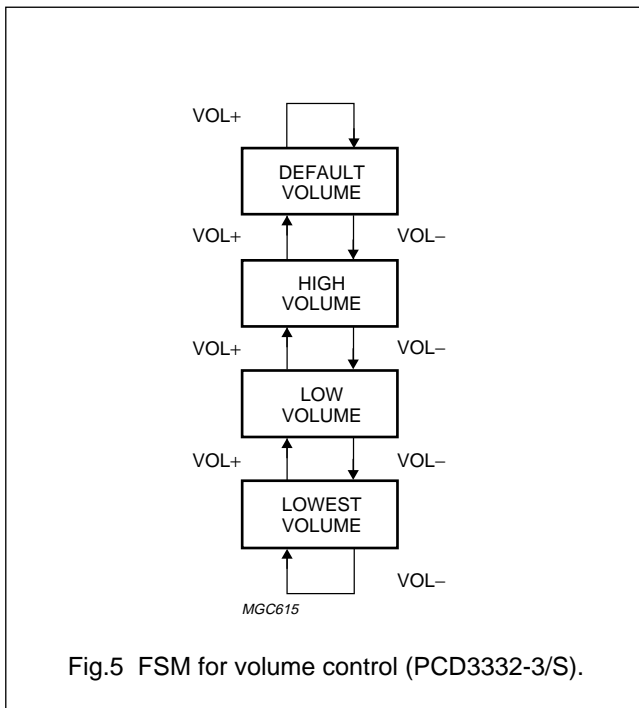 VOL+
DEFAULT
VOLUME
VOL+ VOL−
HIGH
VOLUME
VOL+ VOL−
LOW
VOLUME
VOL+ VOL−
LOWEST
VOLUME
VOL−
MGC615
Fig.5 FSM for volume control (PCD3332-3/S).